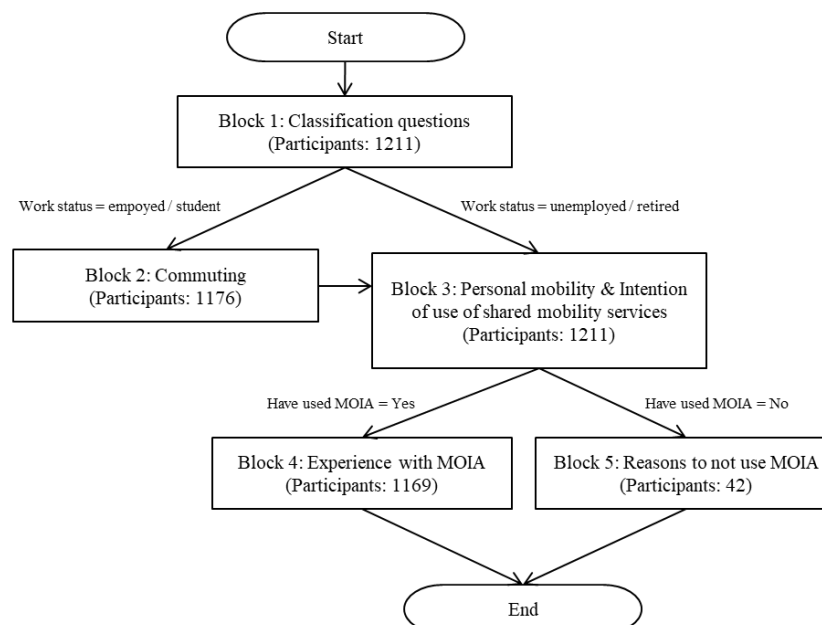 Start
Block 1: Classification questions
(Participants: 1211)
Work status = empoyed / student
Work status = unemployed / retired
Block 2: Commuting
(Participants: 1176)
Block 3: Personal mobility & Intention
of use of shared mobility services
(Participants: 1211)
Have used MOIA = Yes
Have used MOIA = No
Block 4: Experience with MOIA
(Participants: 1169)
Block 5: Reasons to not use MOIA
(Participants: 42)
End